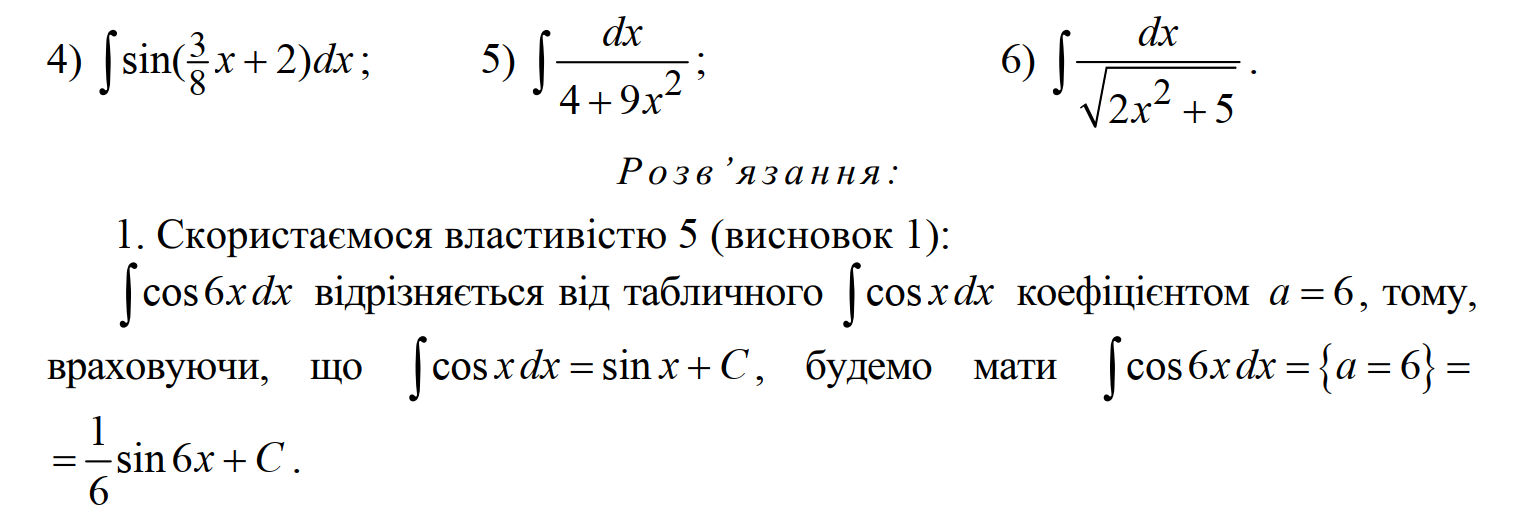 4) ∫sin(3/8 x + 2)dx; 5) ∫dx/(4 + 9x²); 6) ∫dx/√(2x² + 5).
Розв’язання:
1. Скористаємося властивістю 5 (висновок 1):
∫cos 6x dx відрізняється від табличного ∫cos x dx коефіцієнтом a = 6, тому,
враховуючи, що ∫cos x dx = sin x + C, будемо мати ∫cos 6x dx = {a = 6} =
= 1/6 sin 6x + C.